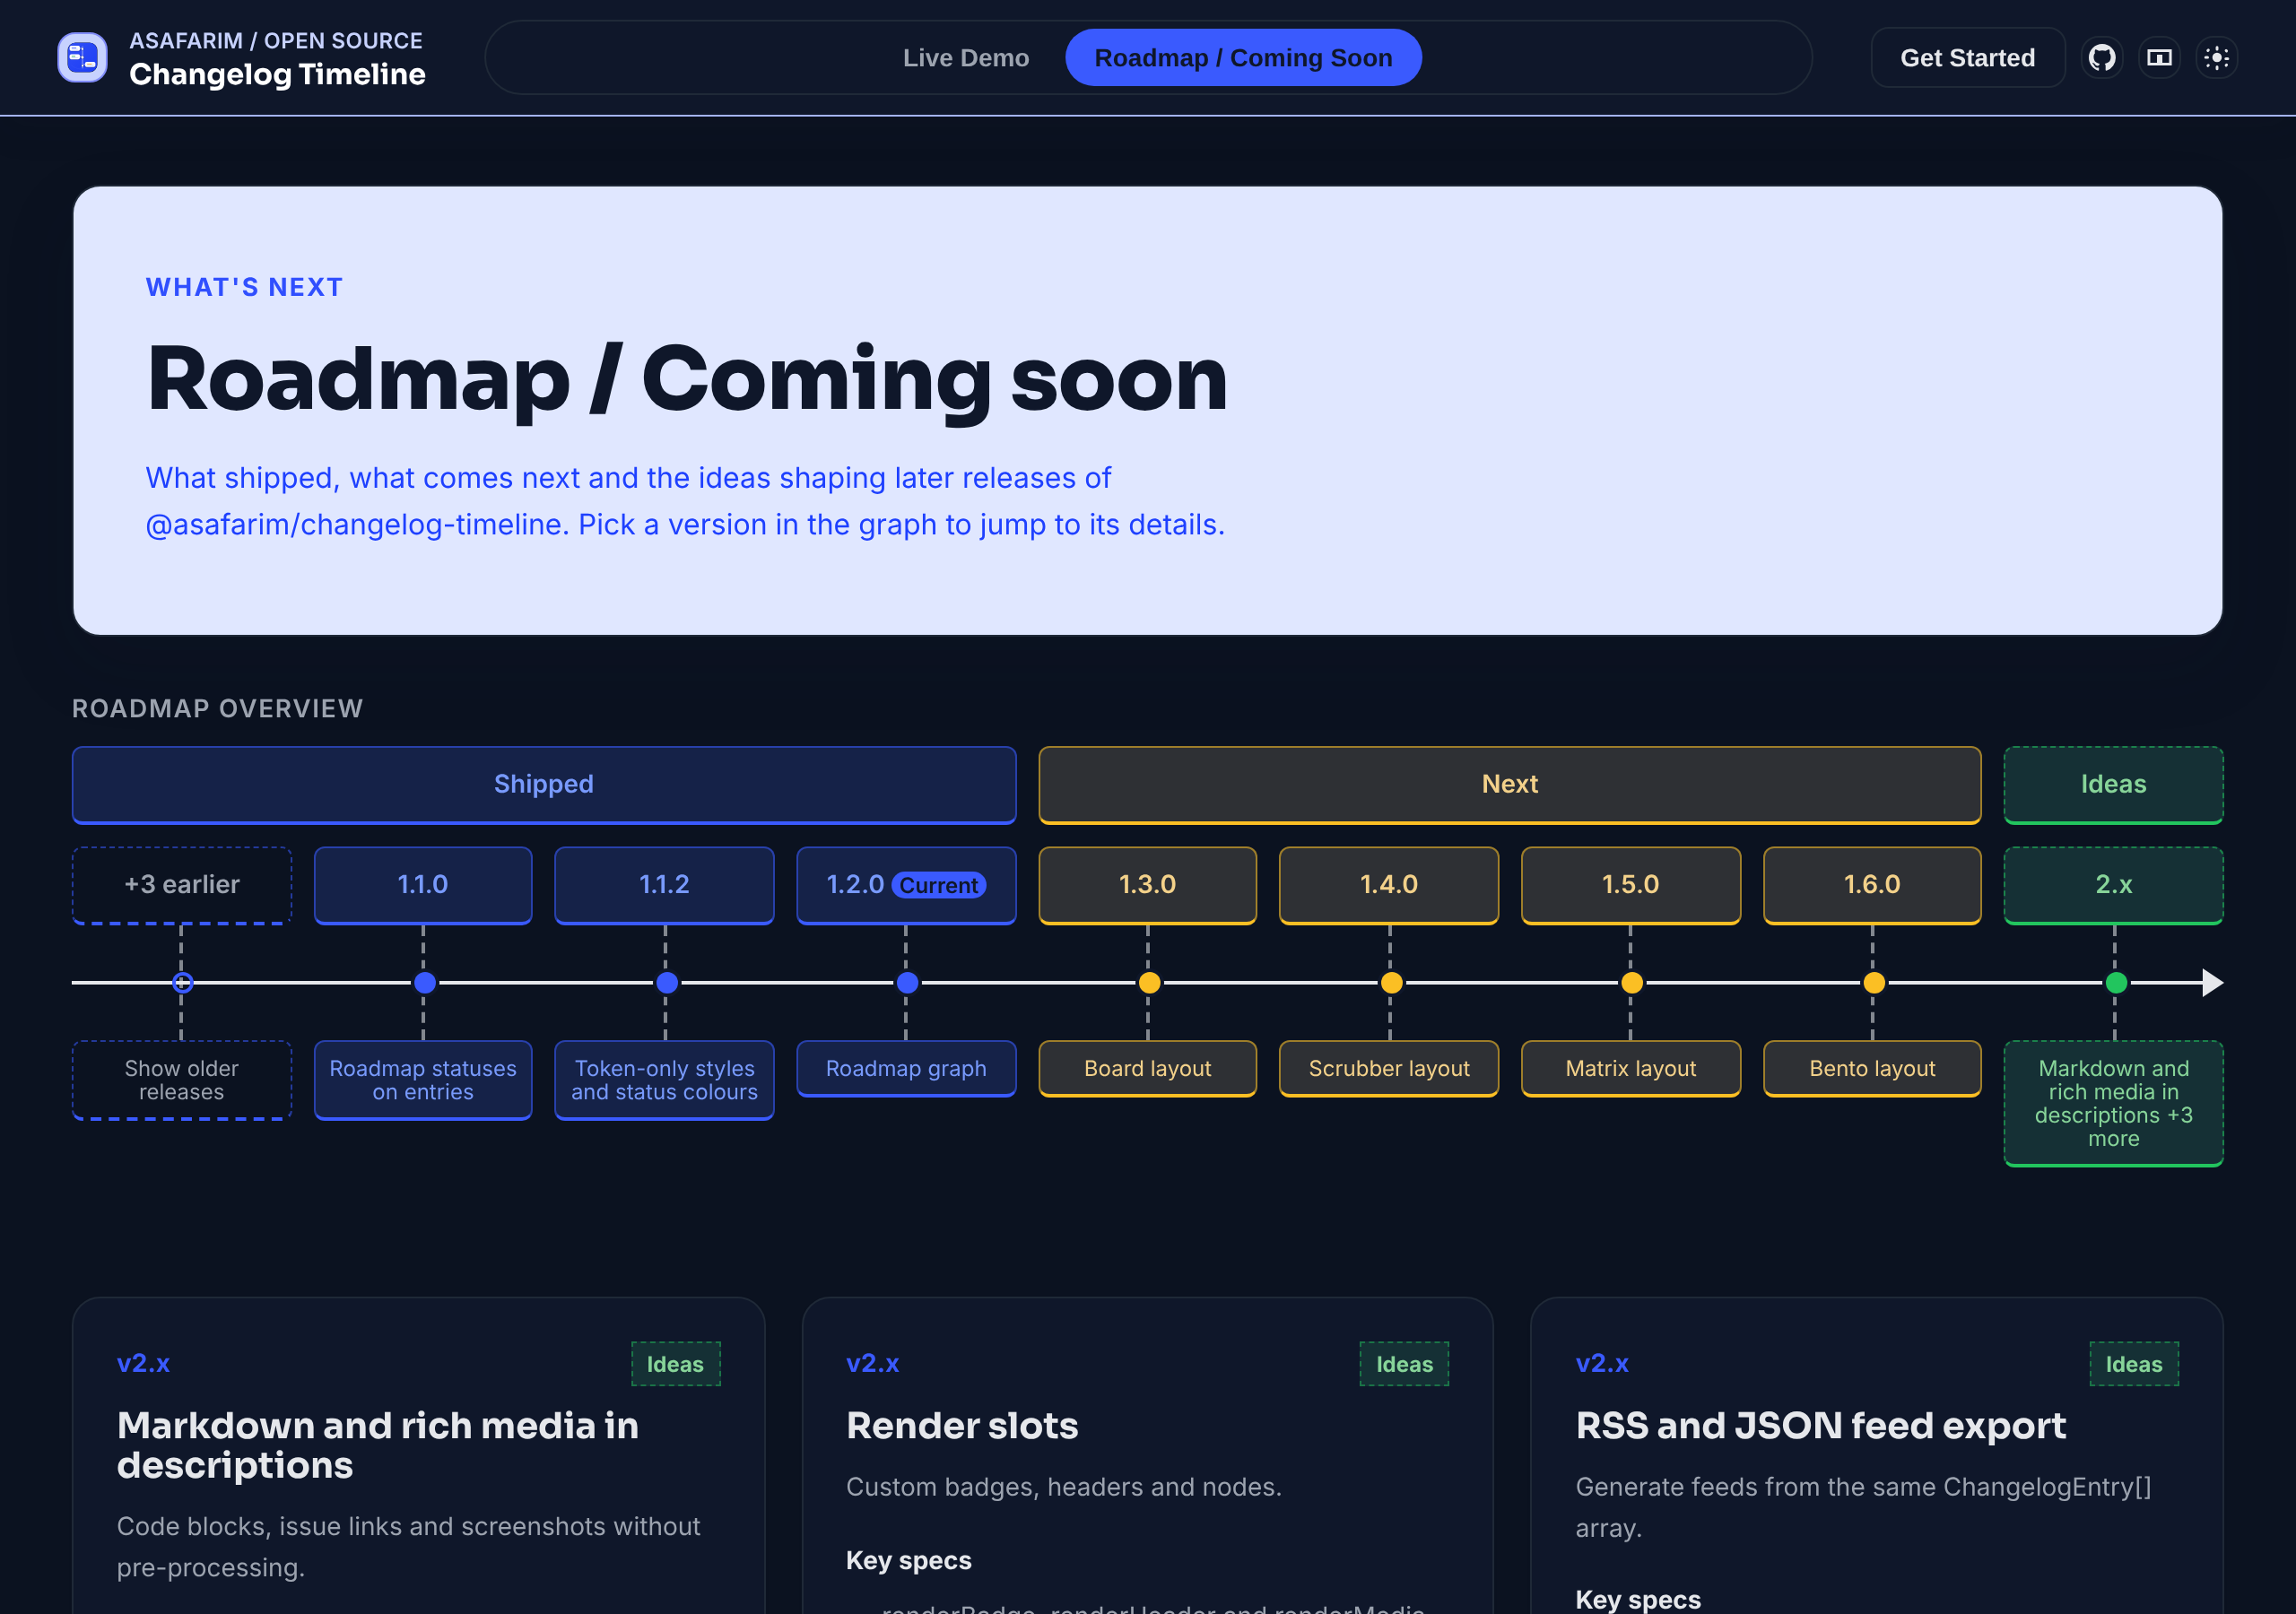 ASAFARIM / OPEN SOURCE
Changelog Timeline
Live Demo
Roadmap / Coming Soon
Get Started
WHAT'S NEXT
Roadmap / Coming soon
What shipped, what comes next and the ideas shaping later releases of
@asafarim/changelog-timeline. Pick a version in the graph to jump to its details.
ROADMAP OVERVIEW
Shipped
Next
Ideas
+3 earlier
1.1.0
1.1.2
1.2.0 Current
1.3.0
1.4.0
1.5.0
1.6.0
2.x
Show older
releases
Roadmap statuses
on entries
Token-only styles
and status colours
Roadmap graph
Board layout
Scrubber layout
Matrix layout
Bento layout
Markdown and
rich media in
descriptions +3
more
v2.x
Ideas
Markdown and rich media in
descriptions
Code blocks, issue links and screenshots without
pre-processing.
v2.x
Ideas
Render slots
Custom badges, headers and nodes.
Key specs
renderBadge, renderHeader and renderMedia
v2.x
Ideas
RSS and JSON feed export
Generate feeds from the same ChangelogEntry[]
array.
Key specs